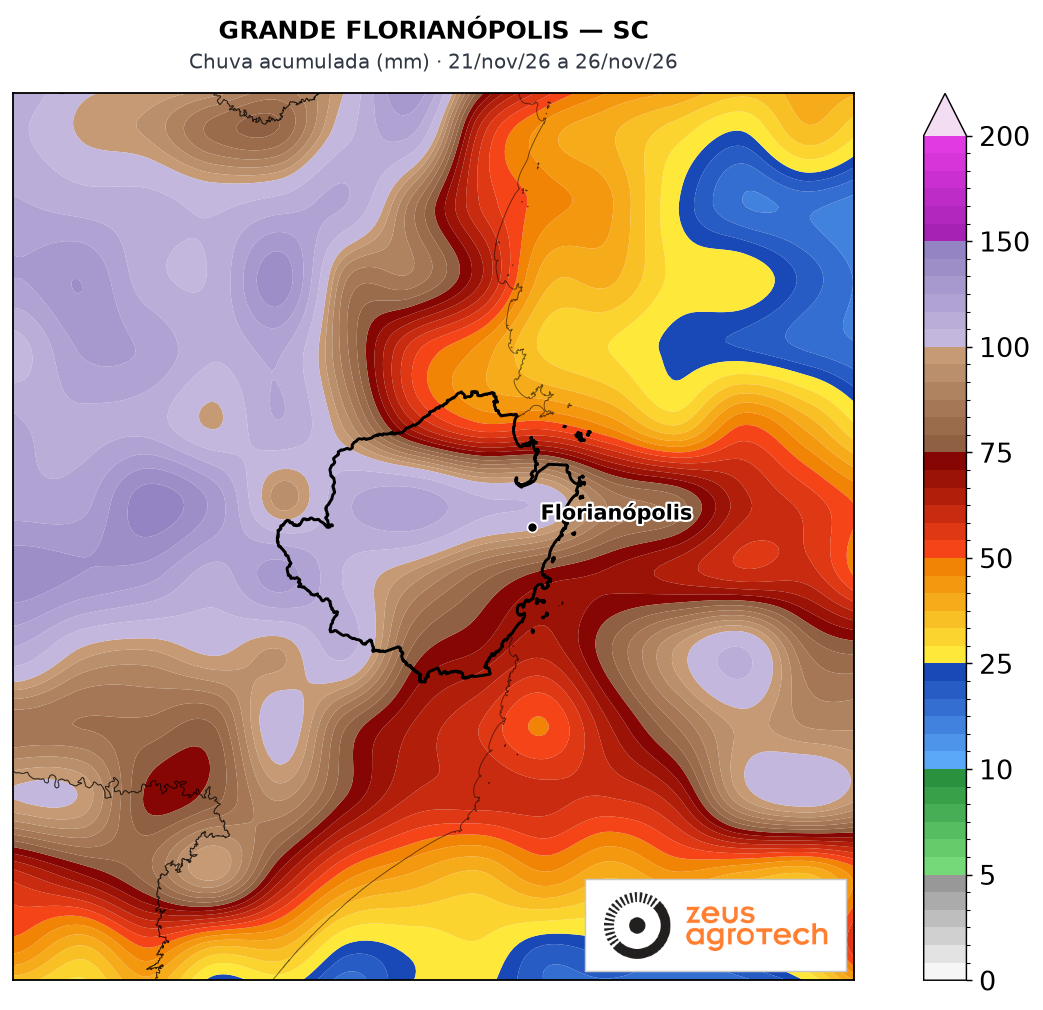 GRANDE FLORIANÓPOLIS — SC
Chuva acumulada (mm) · 21/nov/26 a 26/nov/26
200
150
100
75
50
25
10
5
0
Florianópolis
zeus
agroтech